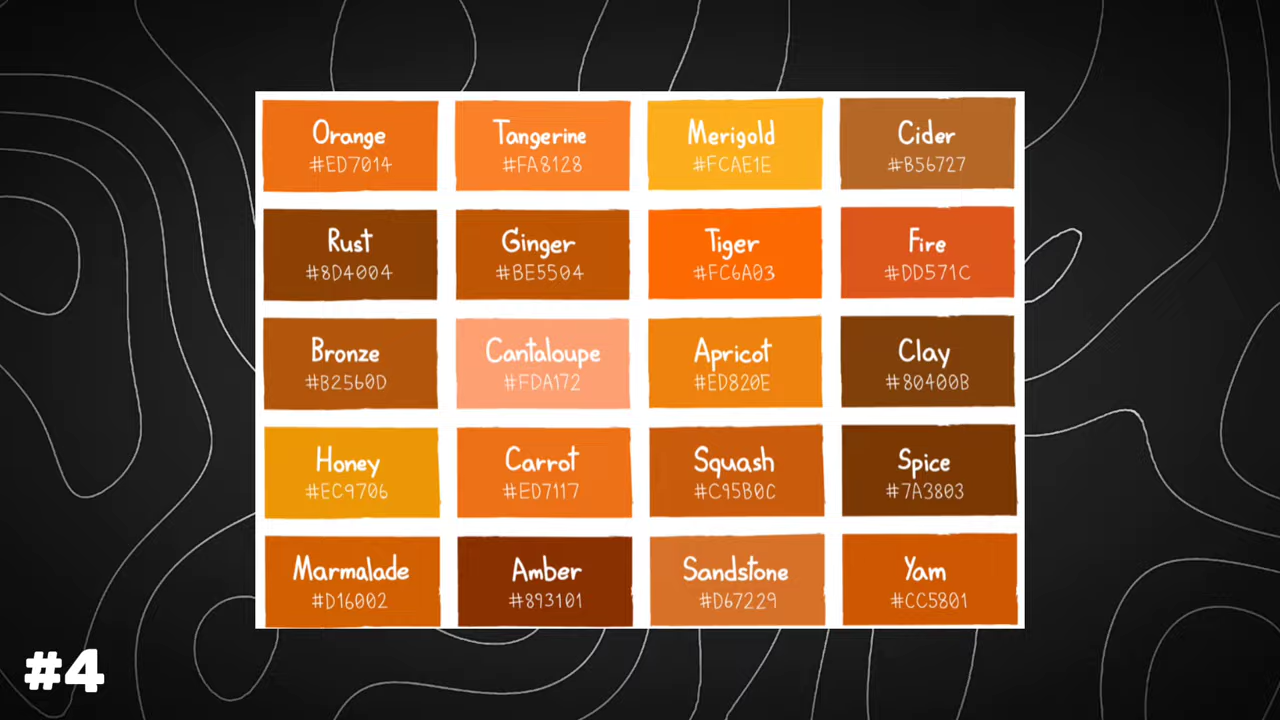 Orange
#ED7014
Tangerine
#FA8128
Merigold
#FCAE1E
Cider
#B56727
Rust
#8D4004
Ginger
#BE5504
Tiger
#FC6A03
Fire
#DD571C
Bronze
#B2560D
Cantaloupe
#FDA172
Apricot
#ED820E
Clay
#80400B
Honey
#EC9706
Carrot
#ED7117
Squash
#C95B0C
Spice
#7A3803
Marmalade
#D16002
Amber
#893101
Sandstone
#D67229
Yam
#CC5801
#4